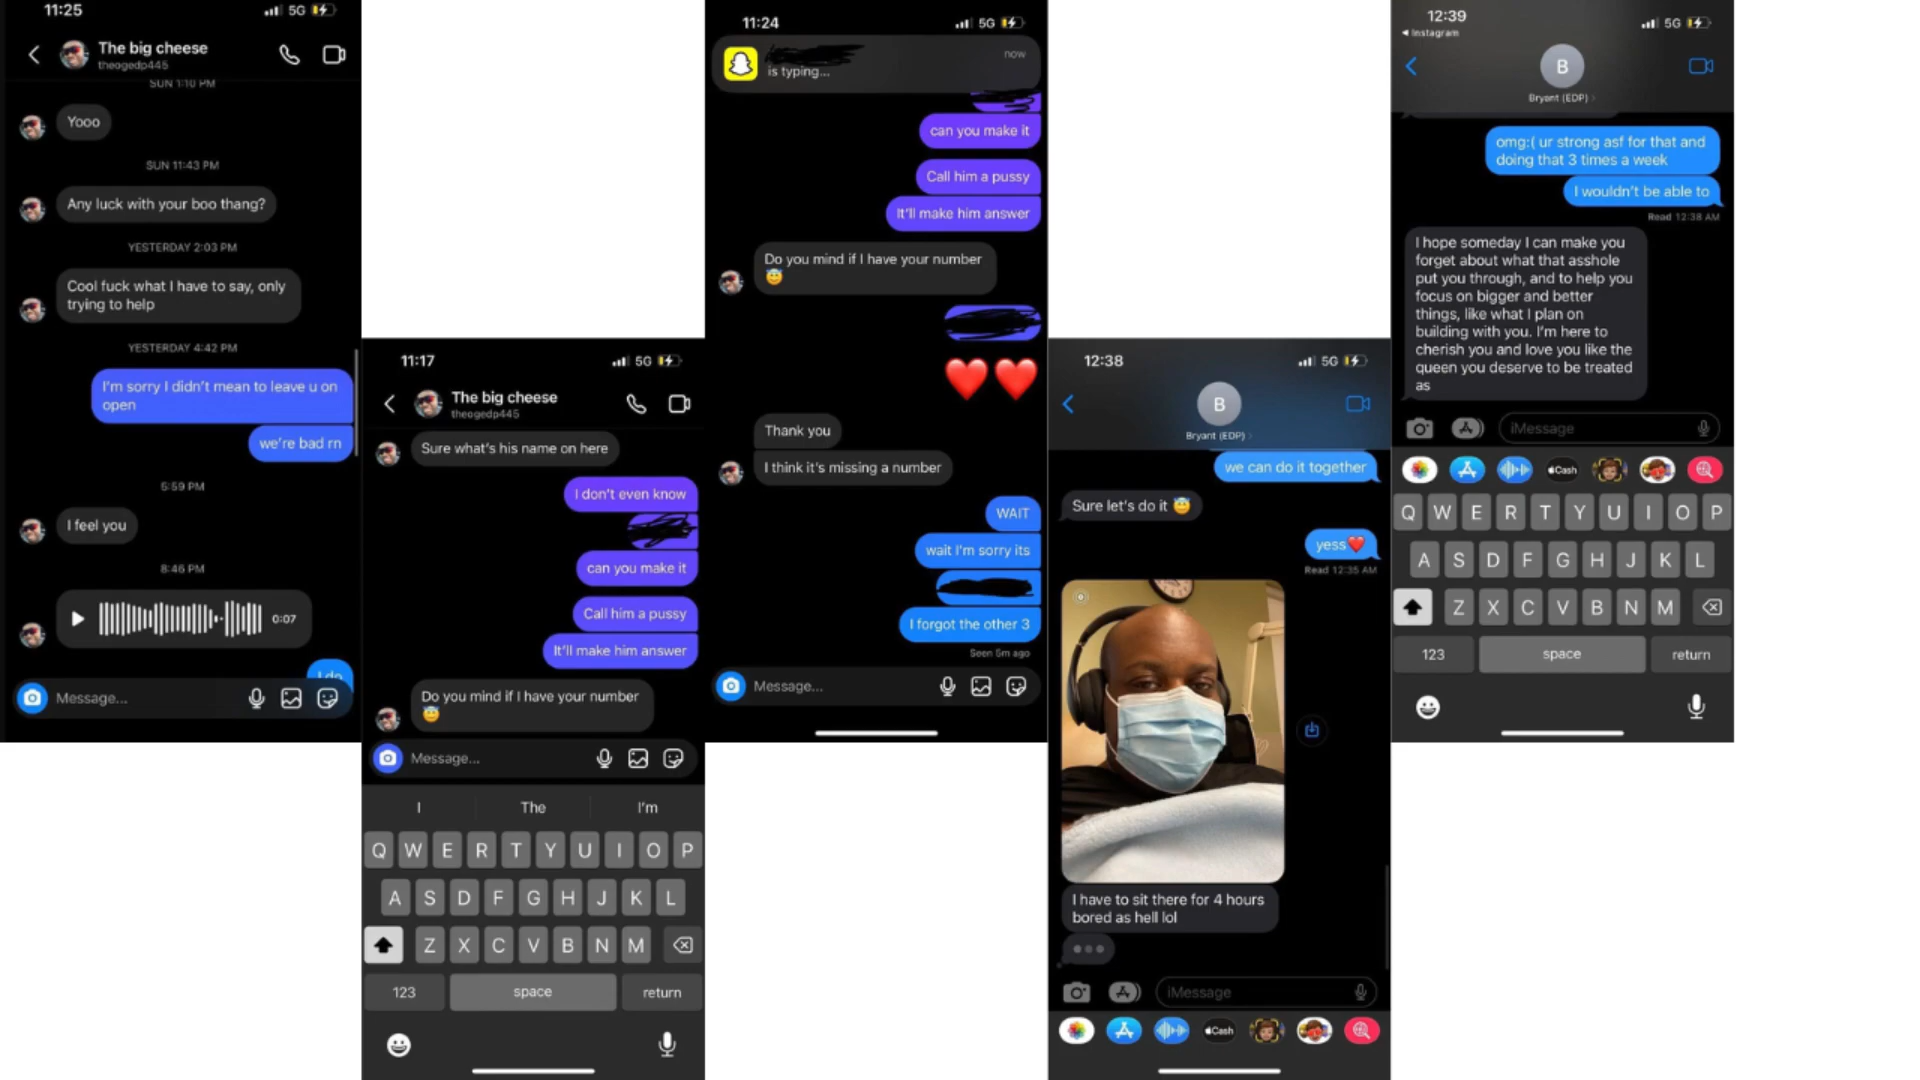 11:25
5G
The big cheese
theogedp445
SUN 1:10 PM
Yooo
SUN 11:43 PM
Any luck with your boo thang?
YESTERDAY 2:03 PM
Cool fuck what I have to say, only
trying to help
YESTERDAY 4:42 PM
I'm sorry I didn't mean to leave u on
open
we're bad rn
5:59 PM
I feel you
8:46 PM
0:07
I do
Message...
11:17
5G
The big cheese
theogedp445
Sure what's his name on here
I don't even know
can you make it
Call him a pussy
It'll make him answer
Do you mind if I have your number
Message...
I The I'm
Q W E R T Y U I O P
A S D F G H J K L
Z X C V B N M
123 space return
11:24
5G
now
is typing...
can you make it
Call him a pussy
It'll make him answer
Do you mind if I have your number
Thank you
I think it's missing a number
WAIT
wait I'm sorry its
I forgot the other 3
Seen 5m ago
Message...
12:38
5G
B
Bryant (EDP)
we can do it together
Sure let's do it
yess
Read 12:35 AM
I have to sit there for 4 hours
bored as hell lol
iMessage
Cash
12:39
5G
Instagram
B
Bryant (EDP)
omg:( ur strong asf for that and
doing that 3 times a week
I wouldn't be able to
Read 12:38 AM
I hope someday I can make you
forget about what that asshole
put you through, and to help you
focus on bigger and better
things, like what I plan on
building with you. I'm here to
cherish you and love you like the
queen you deserve to be treated
as
iMessage
Cash
Q W E R T Y U I O P
A S D F G H J K L
Z X C V B N M
123 space return